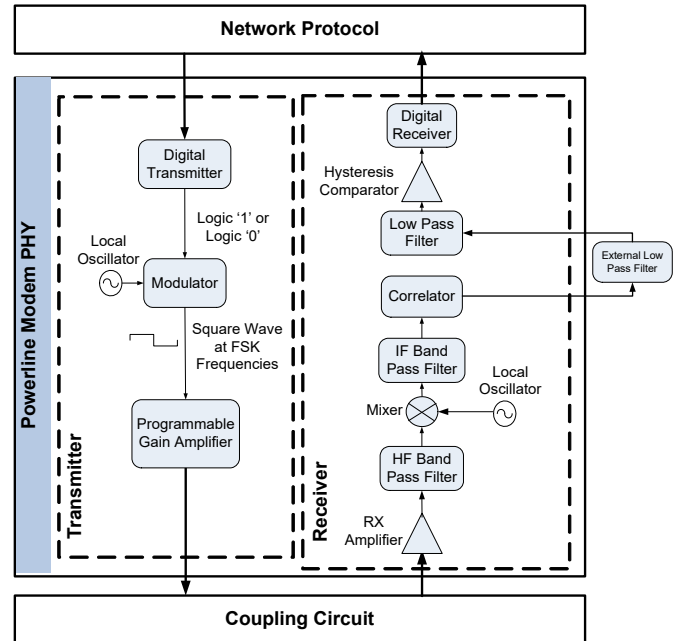 Network Protocol
Powerline Modem PHY
Transmitter
Digital
Transmitter
Logic ‘1’ or
Logic ‘0’
Local
Oscillator
Modulator
Square Wave
at FSK
Frequencies
Programmable
Gain Amplifier
Receiver
Digital
Receiver
Hysteresis
Comparator
Low Pass
Filter
External Low
Pass Filter
Correlator
IF Band
Pass Filter
Local
Oscillator
Mixer
HF Band
Pass Filter
RX
Amplifier
Coupling Circuit